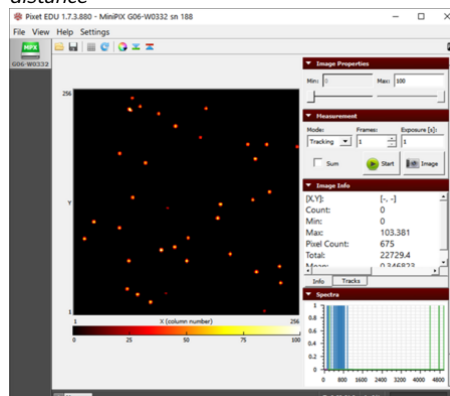 distance
Pixet EDU 1.7.3.880 - MiniPIX G06-W0332 sn 188
File View Help Settings
MPX
G06-W0332
Image Properties
Min: 0 Max: 100
Measurement
Mode: Frames: Exposure [s]:
Tracking 1 1
Sum Start Image
Image Info
[X,Y]: [-, -]
Count: 0
Min: 0
Max: 103.381
Pixel Count: 675
Total: 22729.4
Mean: 0.346823
Info Tracks
Spectra
256
Y
1
1 X (column number) 256
0 25 50 75 100
1
0.8
0.6
0.4
0.2
0
0 800 1600 2400 3200 4000 4800